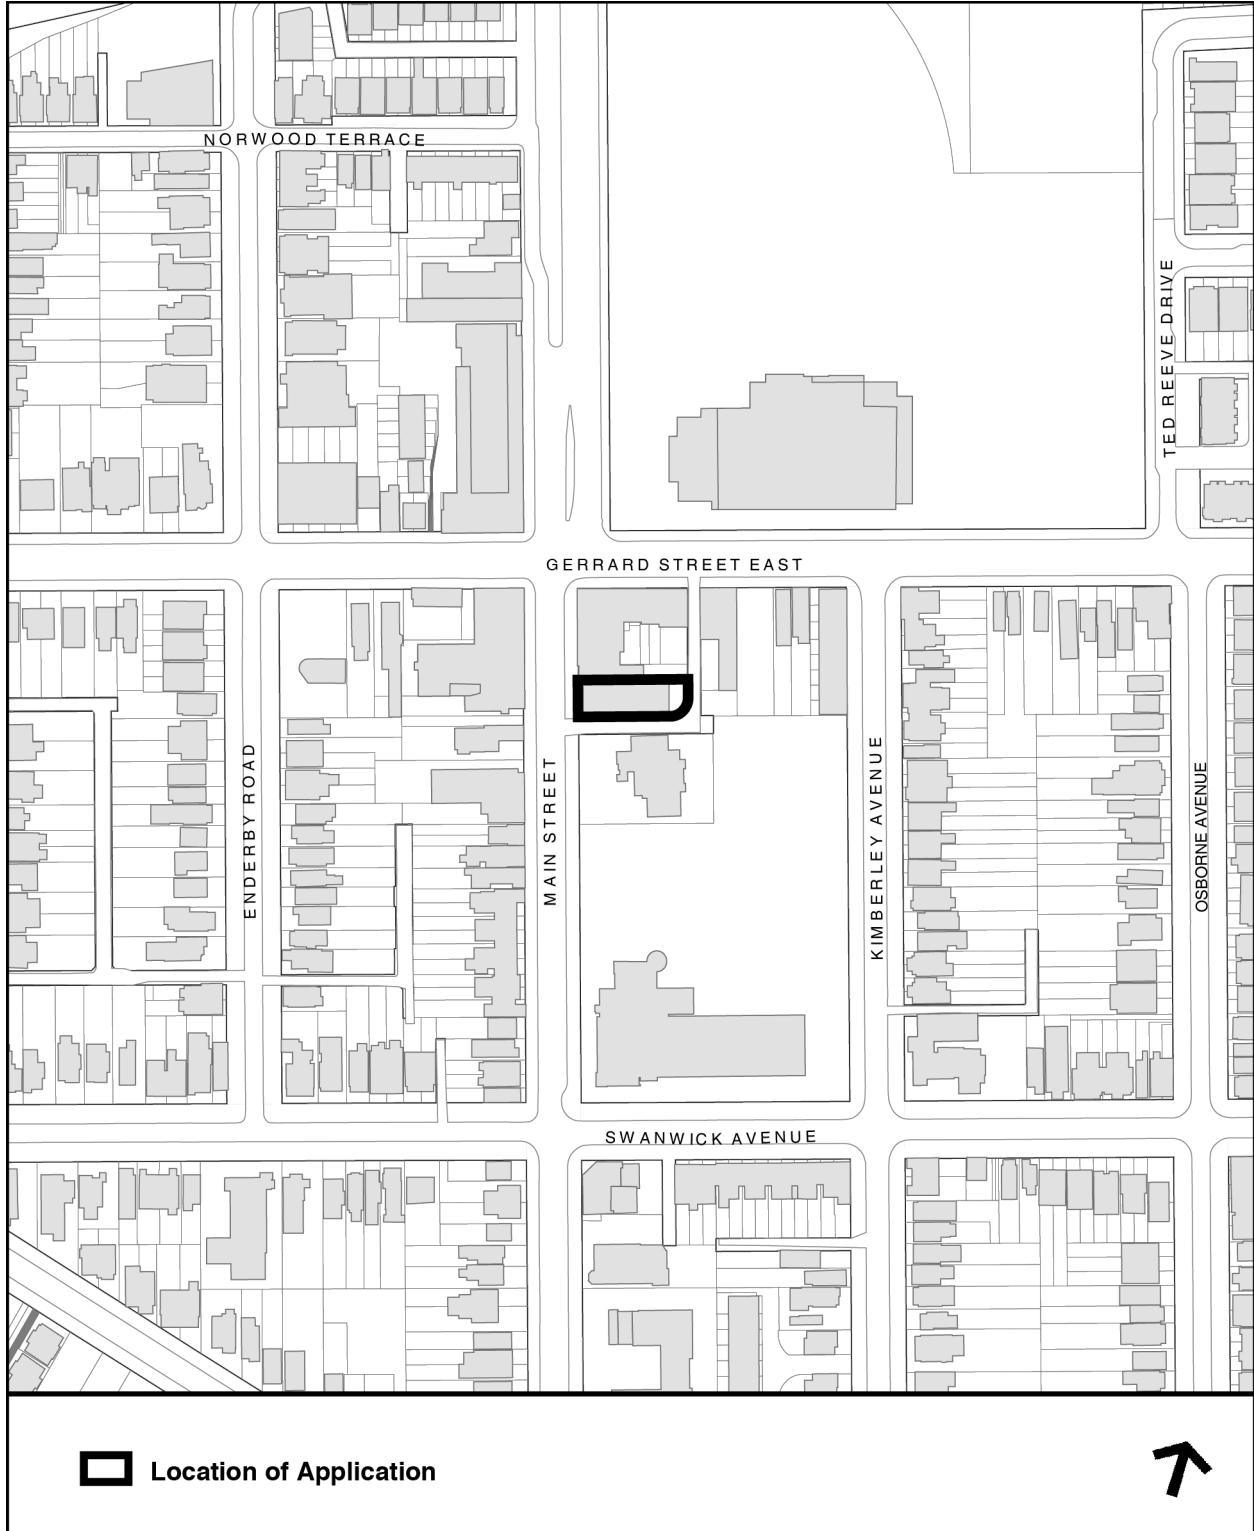 NORWOOD TERRACE
TED REEVE DRIVE
GERRARD STREET EAST
ENDERBY ROAD
MAIN STREET
KIMBERLEY AVENUE
OSBORNE AVENUE
SWANWICK AVENUE
Location of Application